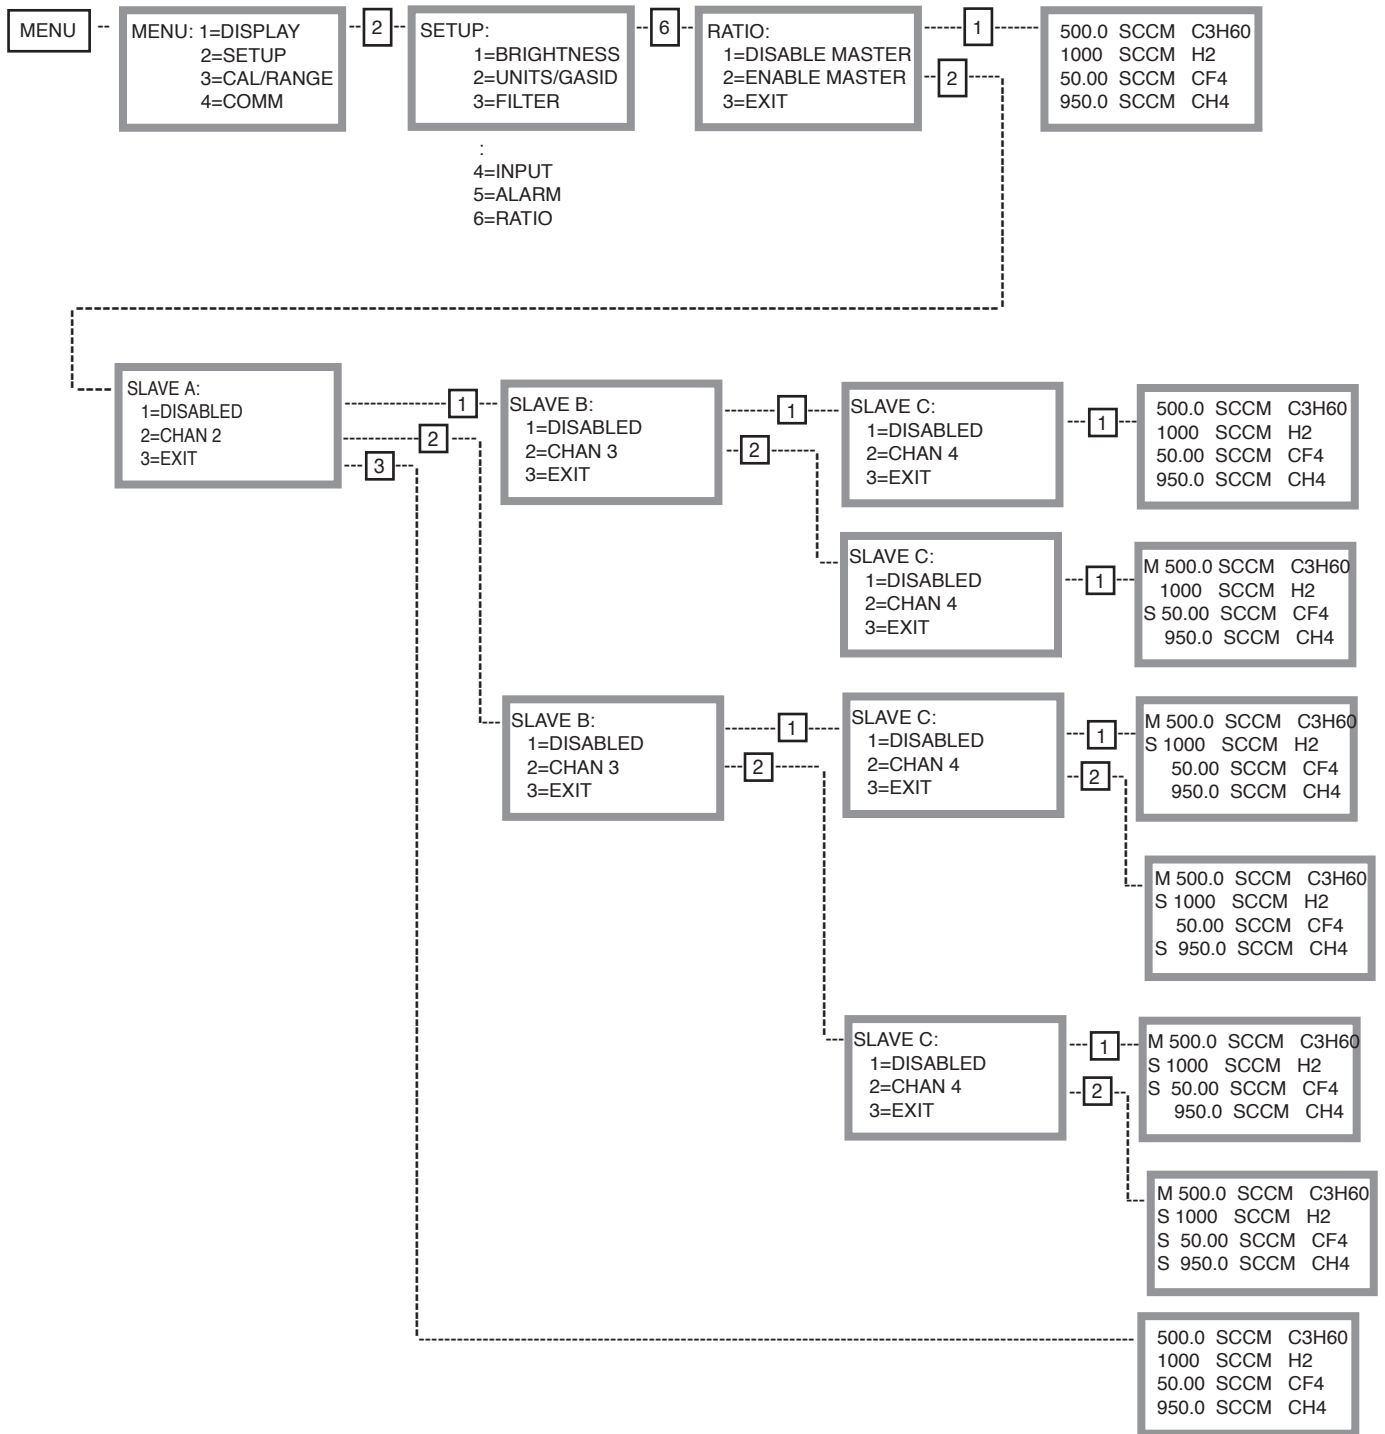 MENU
MENU: 1=DISPLAY
2=SETUP
3=CAL/RANGE
4=COMM
2
SETUP:
1=BRIGHTNESS
2=UNITS/GASID
3=FILTER
:
4=INPUT
5=ALARM
6=RATIO
6
RATIO:
1=DISABLE MASTER
2=ENABLE MASTER
3=EXIT
1
2
500.0 SCCM C3H60
1000 SCCM H2
50.00 SCCM CF4
950.0 SCCM CH4
SLAVE A:
1=DISABLED
2=CHAN 2
3=EXIT
1
2
3
SLAVE B:
1=DISABLED
2=CHAN 3
3=EXIT
1
2
SLAVE C:
1=DISABLED
2=CHAN 4
3=EXIT
1
500.0 SCCM C3H60
1000 SCCM H2
50.00 SCCM CF4
950.0 SCCM CH4
SLAVE C:
1=DISABLED
2=CHAN 4
3=EXIT
1
M 500.0 SCCM C3H60
1000 SCCM H2
S 50.00 SCCM CF4
950.0 SCCM CH4
SLAVE B:
1=DISABLED
2=CHAN 3
3=EXIT
1
2
SLAVE C:
1=DISABLED
2=CHAN 4
3=EXIT
1
2
M 500.0 SCCM C3H60
S 1000 SCCM H2
50.00 SCCM CF4
950.0 SCCM CH4
M 500.0 SCCM C3H60
S 1000 SCCM H2
50.00 SCCM CF4
S 950.0 SCCM CH4
SLAVE C:
1=DISABLED
2=CHAN 4
3=EXIT
1
2
M 500.0 SCCM C3H60
S 1000 SCCM H2
S 50.00 SCCM CF4
950.0 SCCM CH4
M 500.0 SCCM C3H60
S 1000 SCCM H2
S 50.00 SCCM CF4
S 950.0 SCCM CH4
500.0 SCCM C3H60
1000 SCCM H2
50.00 SCCM CF4
950.0 SCCM CH4